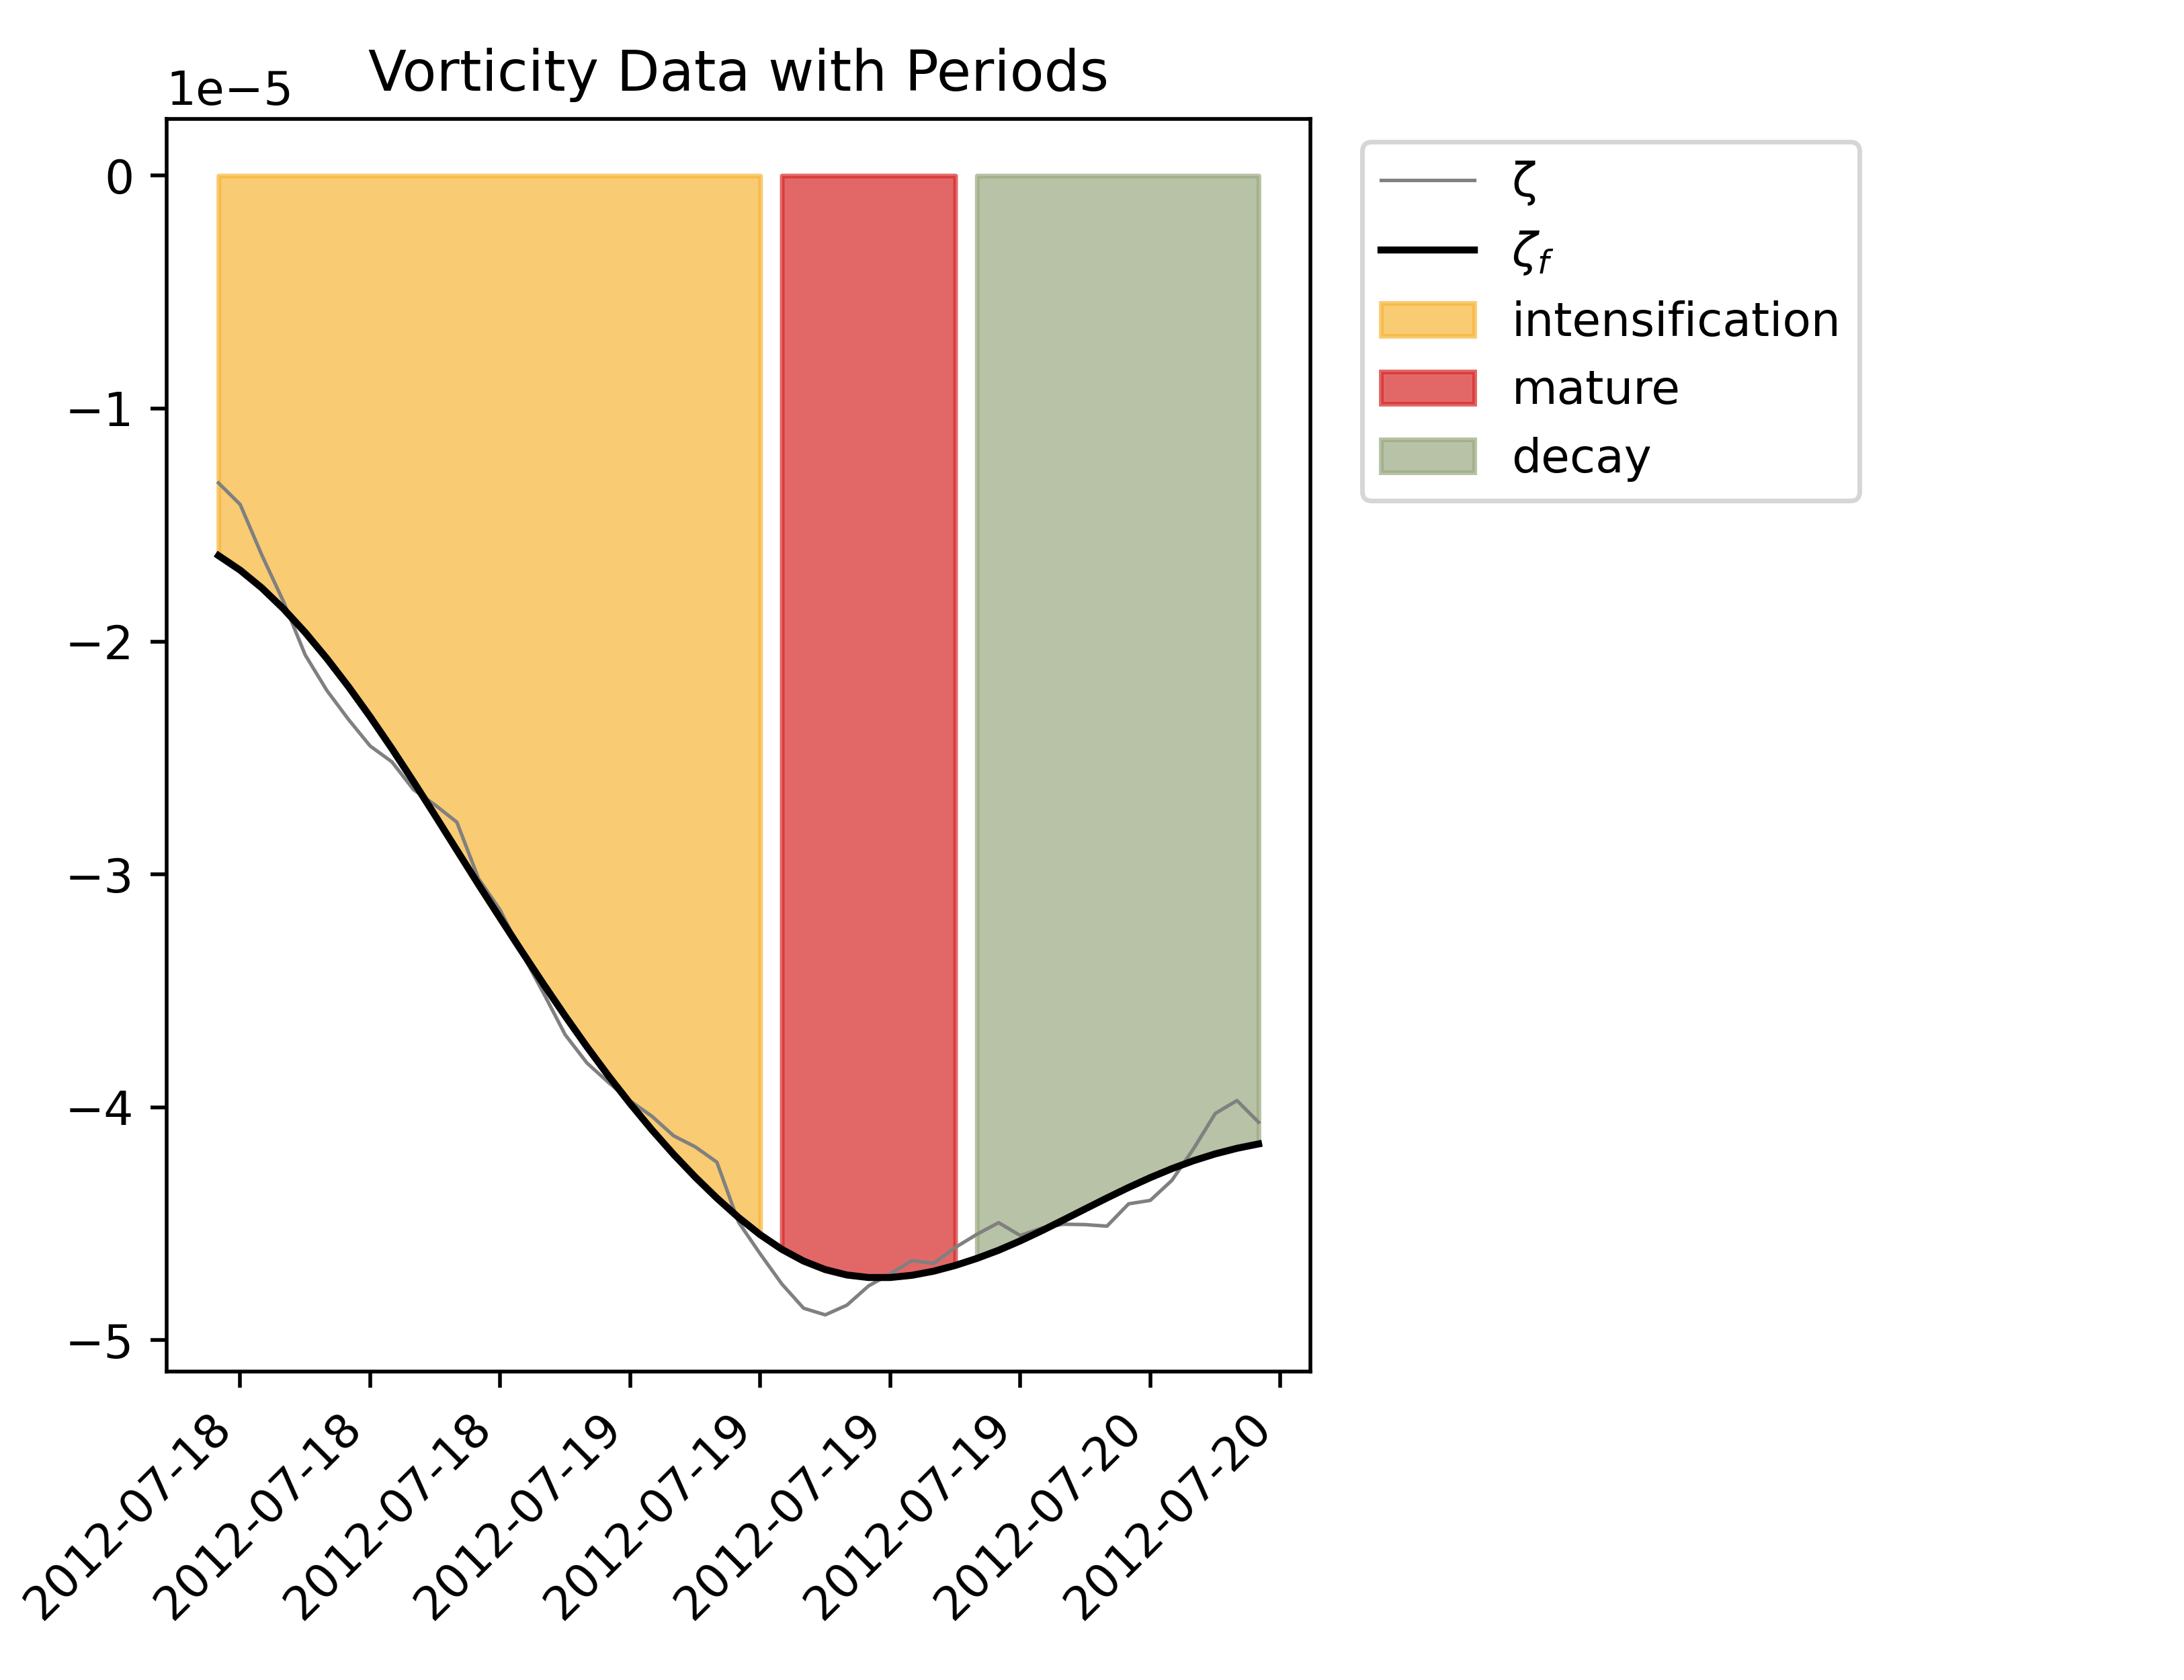 Vorticity Data with Periods
1e−5
0
−1
−2
−3
−4
−5
2012-07-18
2012-07-18
2012-07-18
2012-07-19
2012-07-19
2012-07-19
2012-07-19
2012-07-20
2012-07-20
ζ
ζf
intensification
mature
decay